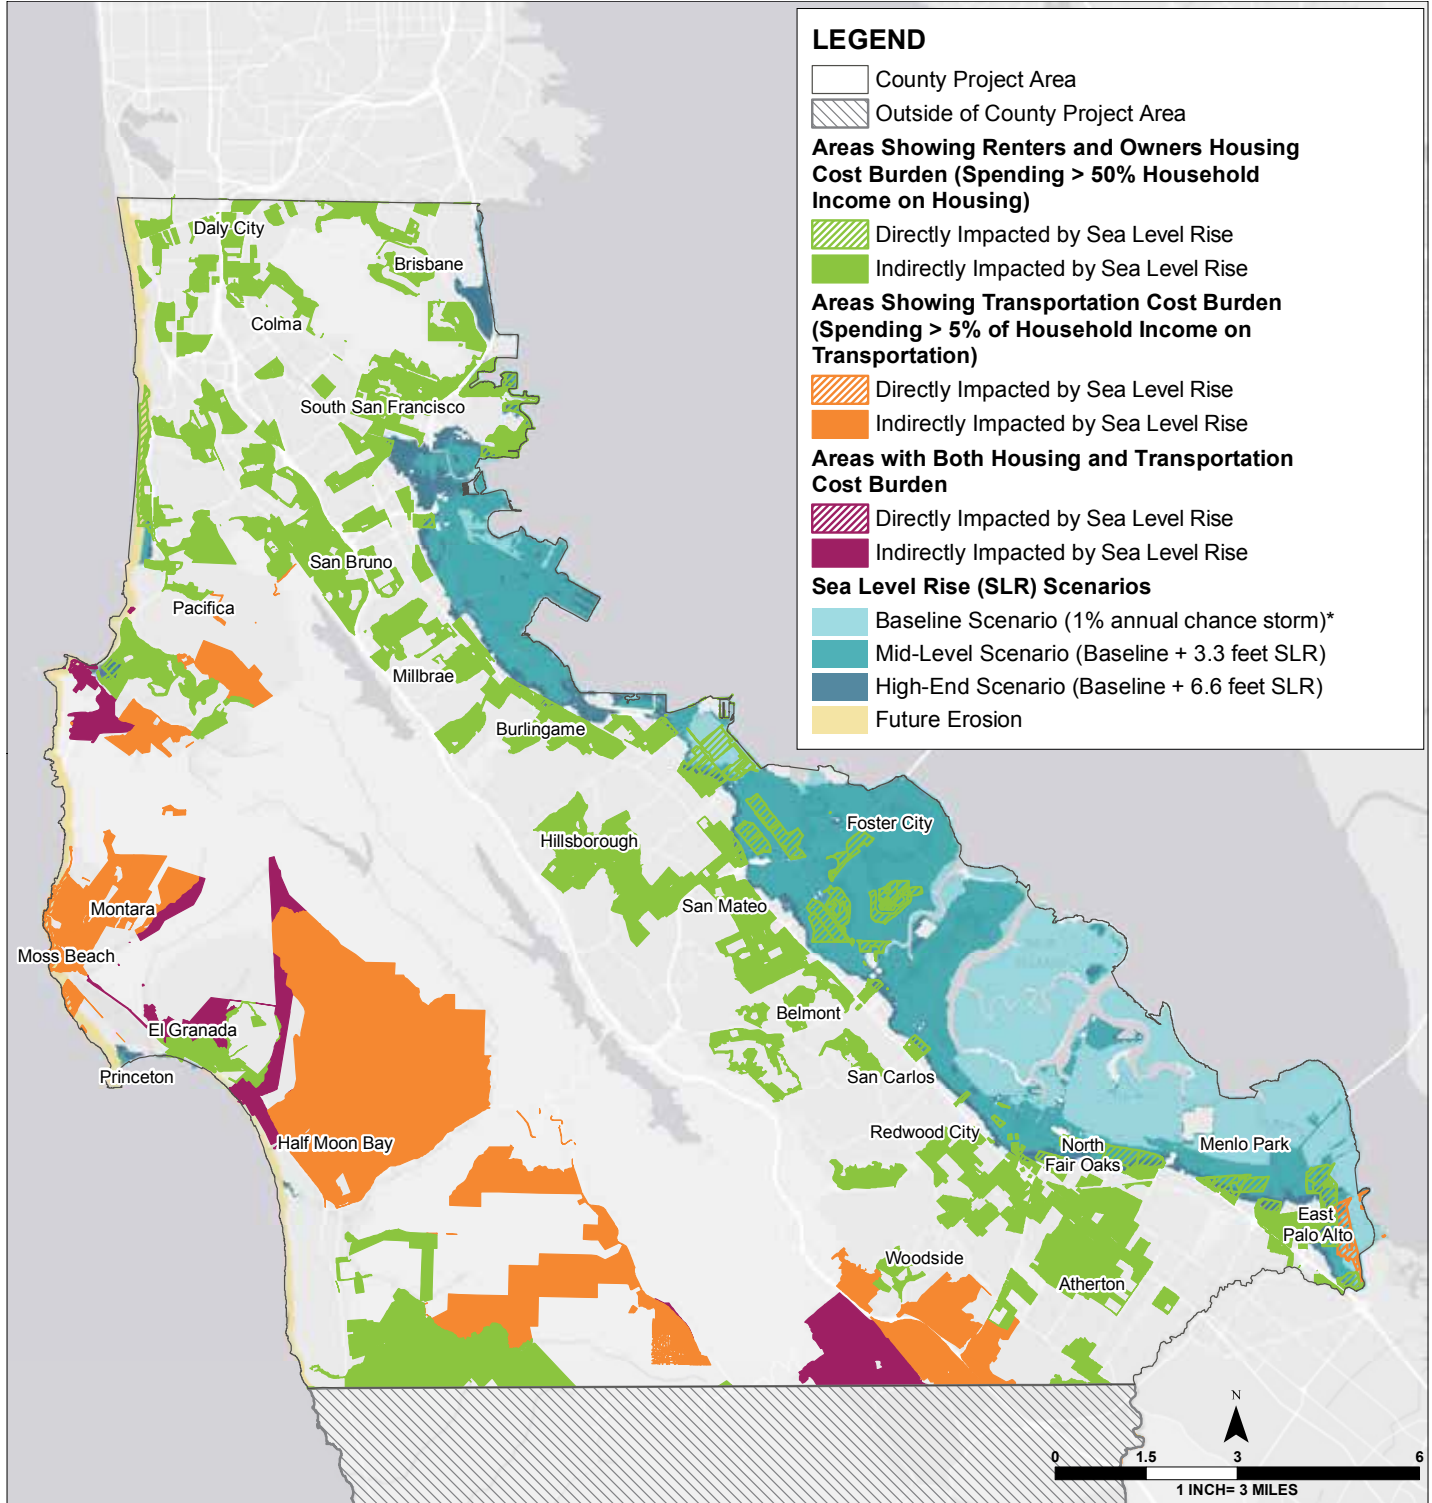 LEGEND
County Project Area
Outside of County Project Area
Areas Showing Renters and Owners Housing
Cost Burden (Spending > 50% Household
Income on Housing)
Directly Impacted by Sea Level Rise
Indirectly Impacted by Sea Level Rise
Areas Showing Transportation Cost Burden
(Spending > 5% of Household Income on
Transportation)
Directly Impacted by Sea Level Rise
Indirectly Impacted by Sea Level Rise
Areas with Both Housing and Transportation
Cost Burden
Directly Impacted by Sea Level Rise
Indirectly Impacted by Sea Level Rise
Sea Level Rise (SLR) Scenarios
Baseline Scenario (1% annual chance storm)*
Mid-Level Scenario (Baseline + 3.3 feet SLR)
High-End Scenario (Baseline + 6.6 feet SLR)
Future Erosion
Daly City
Brisbane
Colma
South San Francisco
San Bruno
Pacifica
Millbrae
Burlingame
Foster City
Hillsborough
San Mateo
Montara
Moss Beach
Belmont
El Granada
Princeton
San Carlos
Redwood City
Half Moon Bay
North
Fair Oaks
Menlo Park
East
Palo Alto
Woodside
Atherton
N
0 1.5 3 6
1 INCH= 3 MILES